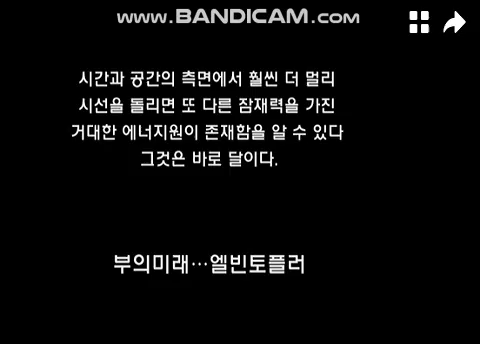 www.BANDICAM.com
시간과 공간의 측면에서 훨씬 더 멀리
시선을 돌리면 또 다른 잠재력을 가진
거대한 에너지원이 존재함을 알 수 있다
그것은 바로 달이다.
부의미래…엘빈토플러